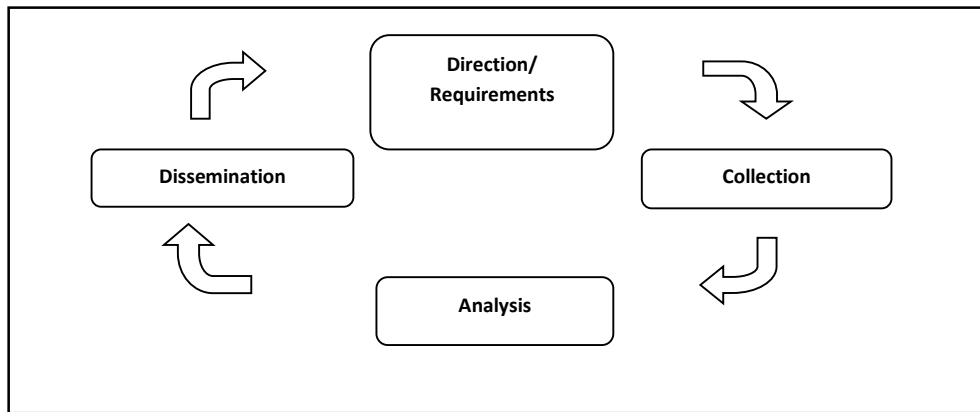 Direction/
Requirements
Dissemination
Collection
Analysis